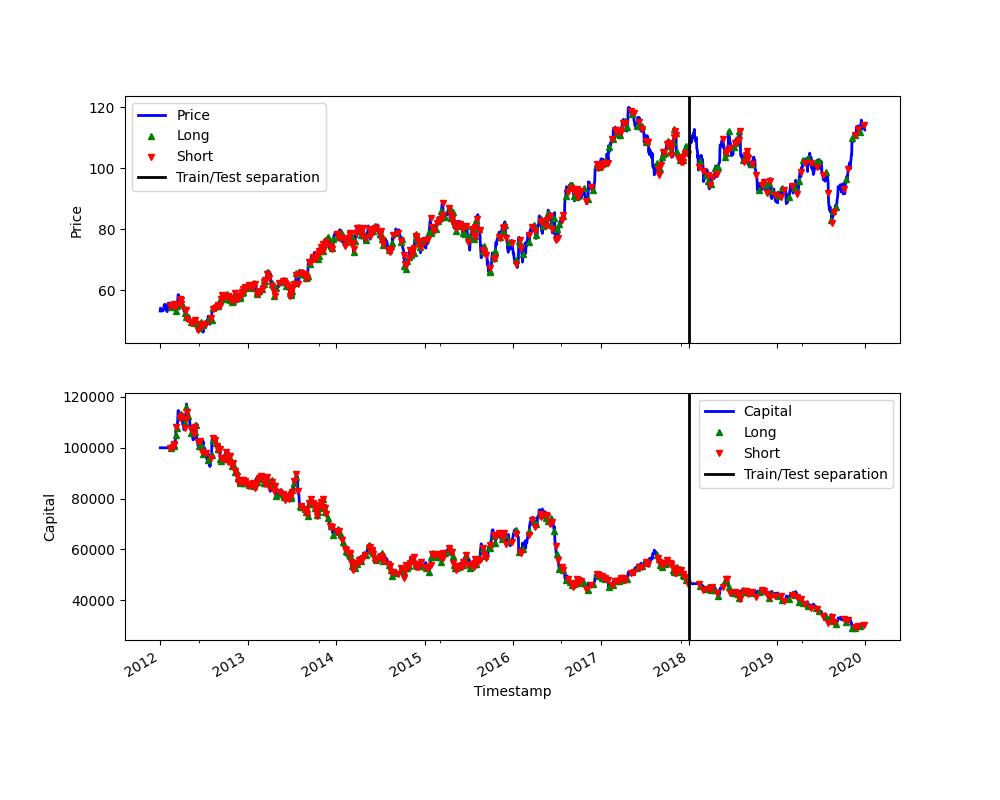 120
100
80
60
Price
Price
Long
Short
Train/Test separation
120000
100000
80000
60000
40000
Capital
Capital
Long
Short
Train/Test separation
2012 2013 2014 2015 2016 2017 2018 2019 2020
Timestamp